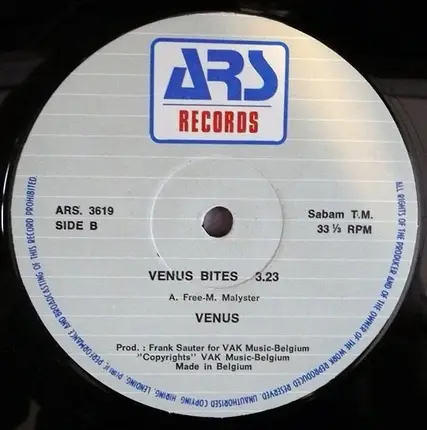 ARS
RECORDS
ARS. 3619
SIDE B
Sabam T.M.
33 ⅓ RPM
VENUS BITES 3.23
A. Free-M. Malyster
VENUS
Prod. : Frank Sauter for VAK Music-Belgium
"Copyrights" VAK Music-Belgium
Made in Belgium
ALL RIGHTS OF THE PRODUCER AND OF THE OWNER OF THE WORK REPRODUCED RESERVED. UNAUTHORISED COPYING, HIRING, LENDING, PUBLIC PERFORMANCE AND BROADCASTING OF THIS RECORD PROHIBITED.